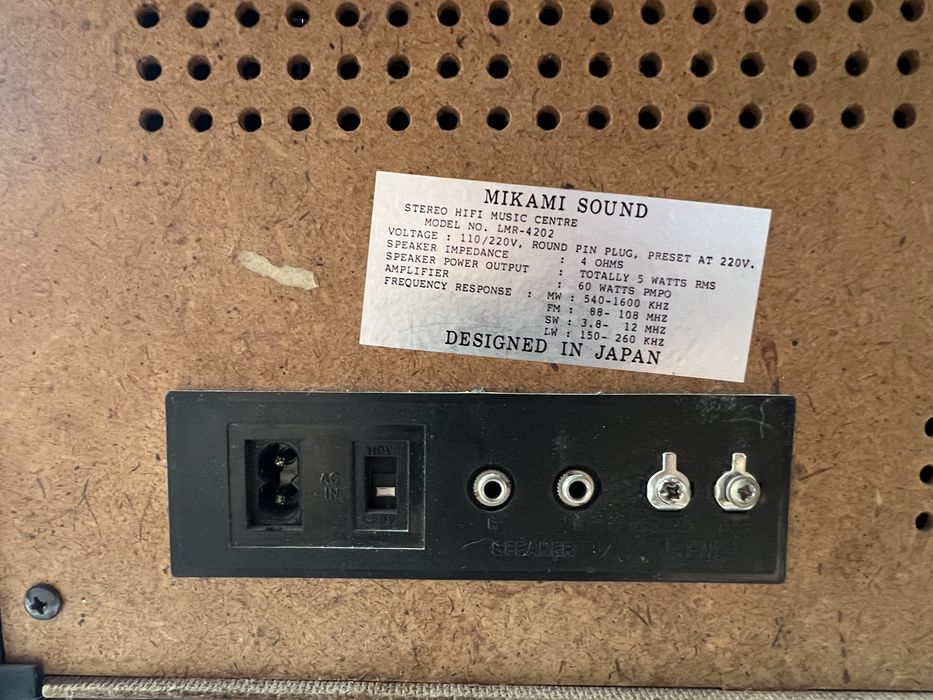 MIKAMI SOUND
STEREO HIFI MUSIC CENTRE
MODEL NO. LMR-4202
VOLTAGE : 110/220V, ROUND PIN PLUG, PRESET AT 220V.
SPEAKER IMPEDANCE : 4 OHMS
SPEAKER POWER OUTPUT : TOTALLY 5 WATTS RMS
AMPLIFIER : 60 WATTS PMPO
FREQUENCY RESPONSE : MW : 540-1600 KHZ
FM : 88- 108 MHZ
SW : 3.8- 12 MHZ
LW : 150- 260 KHZ
DESIGNED IN JAPAN
110V
AC
IN
220V
R
SPEAKER